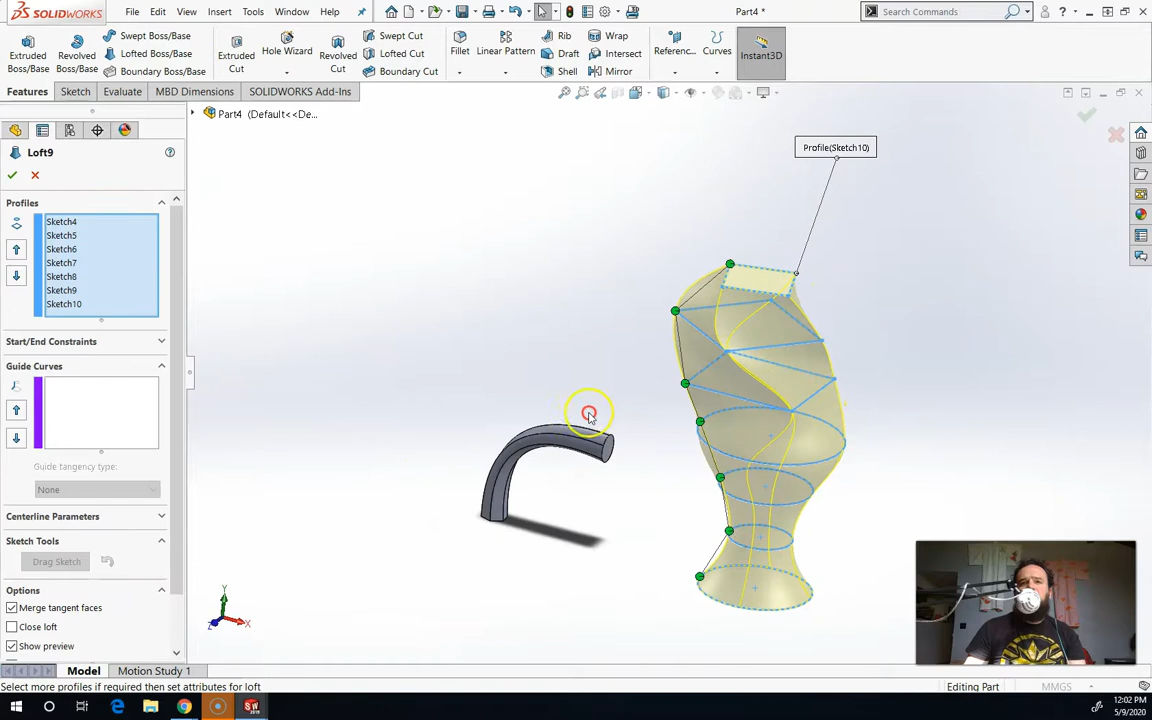 SOLIDWORKS
File Edit View Insert Tools Window Help
Part4 *
Search Commands
Extruded Boss/Base
Revolved Boss/Base
Swept Boss/Base
Lofted Boss/Base
Boundary Boss/Base
Extruded Cut
Hole Wizard
Revolved Cut
Swept Cut
Lofted Cut
Boundary Cut
Fillet
Linear Pattern
Rib
Draft
Shell
Wrap
Intersect
Mirror
Referenc...
Curves
Instant3D
Features Sketch Evaluate MBD Dimensions SOLIDWORKS Add-Ins
Part4 (Default<<De...
Loft9
Profiles
Sketch4
Sketch5
Sketch6
Sketch7
Sketch8
Sketch9
Sketch10
Start/End Constraints
Guide Curves
Guide tangency type:
None
Centerline Parameters
Sketch Tools
Drag Sketch
Options
Merge tangent faces
Close loft
Show preview
Profile(Sketch10)
Y
X
Z
Model Motion Study 1
Select more profiles if required then set attributes for loft
Editing Part
MMGS
12:02 PM
5/9/2020